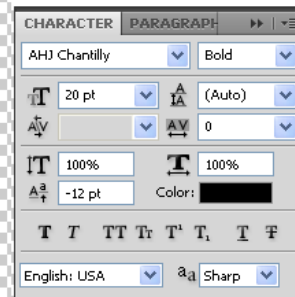 CHARACTER PARAGRAPH
AHJ Chantilly Bold
20 pt (Auto)
0
100% 100%
-12 pt Color:
T T TT Tr T¹ T₁ T T
English: USA aa Sharp